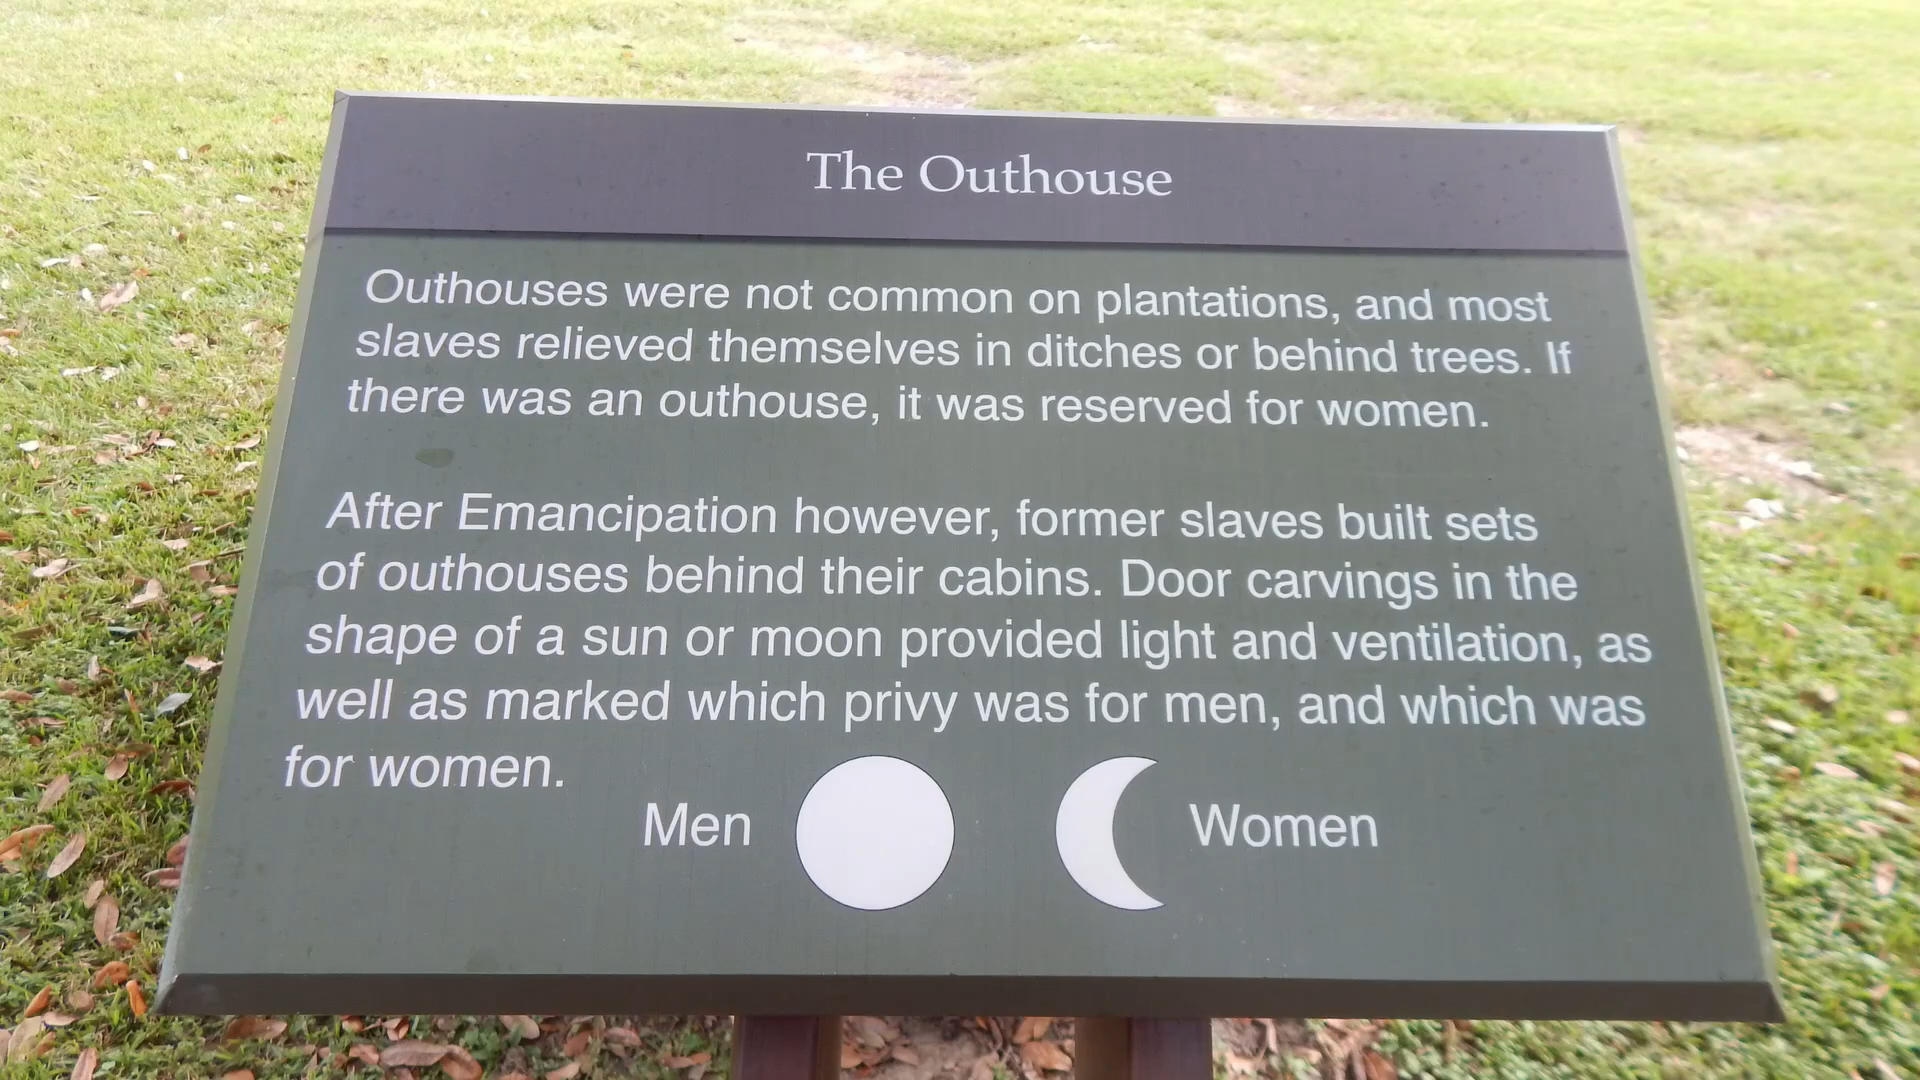 The Outhouse
Outhouses were not common on plantations, and most
slaves relieved themselves in ditches or behind trees. If
there was an outhouse, it was reserved for women.
After Emancipation however, former slaves built sets
of outhouses behind their cabins. Door carvings in the
shape of a sun or moon provided light and ventilation, as
well as marked which privy was for men, and which was
for women.
Men Women